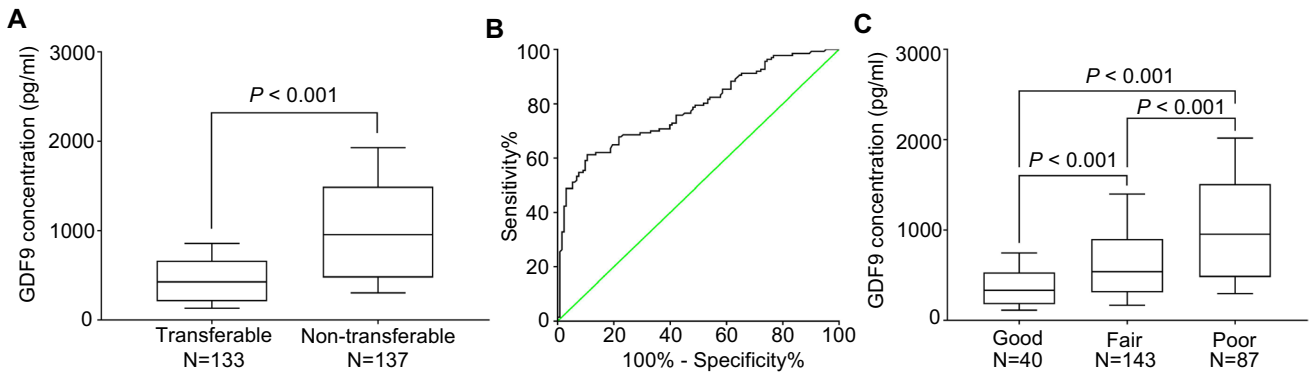 A
GDF9 concentration (pg/ml)
3000
2000
1000
0
P < 0.001
Transferable
N=133
Non-transferable
N=137
B
Sensitivity%
100
80
60
40
20
0
0 20 40 60 80 100
100% - Specificity%
C
GDF9 concentration (pg/ml)
3000
2000
1000
0
P < 0.001
P < 0.001
P < 0.001
Good
N=40
Fair
N=143
Poor
N=87